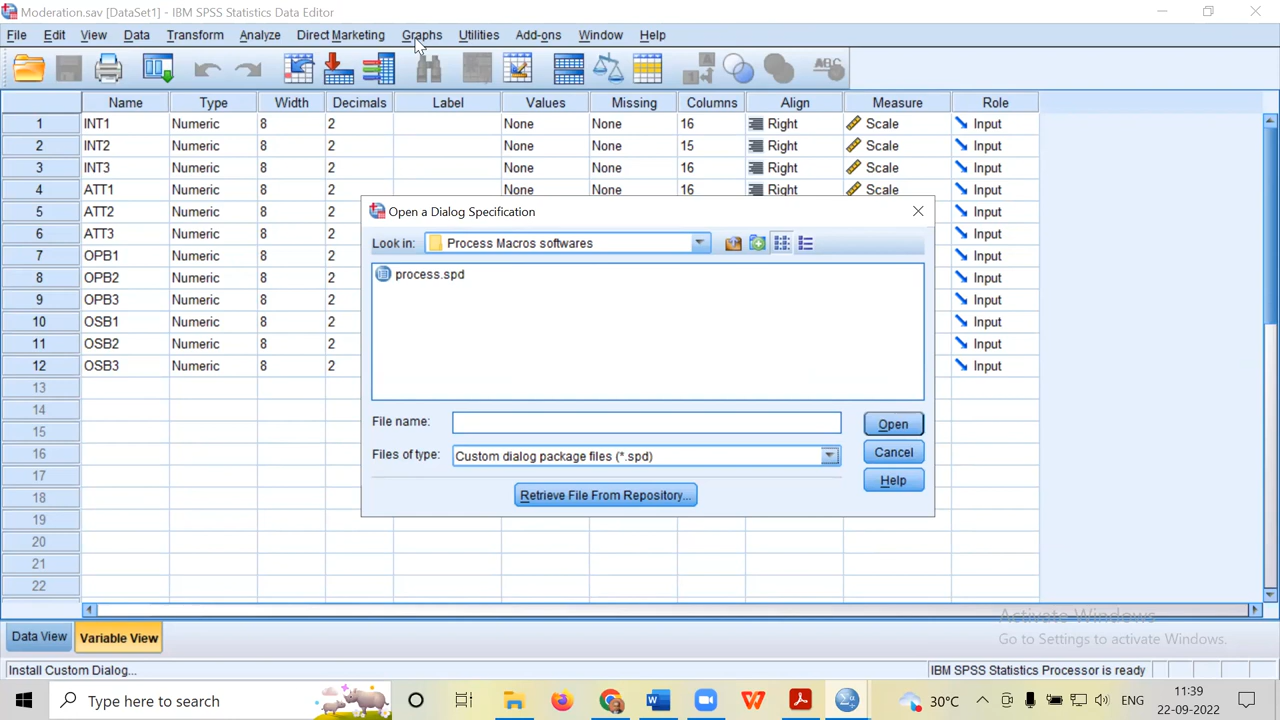 Moderation.sav [DataSet1] - IBM SPSS Statistics Data Editor
File Edit View Data Transform Analyze Direct Marketing Graphs Utilities Add-ons Window Help
Name Type Width Decimals Label Values Missing Columns Align Measure Role
1 INT1 Numeric 8 2 None None 16 Right Scale Input
2 INT2 Numeric 8 2 None None 15 Right Scale Input
3 INT3 Numeric 8 2 None None 16 Right Scale Input
4 ATT1 Numeric 8 2 None None 16 Right Scale Input
5 ATT2 Numeric 8 2 Input
6 ATT3 Numeric 8 2 Input
7 OPB1 Numeric 8 2 Input
8 OPB2 Numeric 8 2 Input
9 OPB3 Numeric 8 2 Input
10 OSB1 Numeric 8 2 Input
11 OSB2 Numeric 8 2 Input
12 OSB3 Numeric 8 2 Input
13
14
15
16
17
18
19
20
21
22
Open a Dialog Specification
Look in: Process Macros softwares
process.spd
File name: Open
Files of type: Custom dialog package files (*.spd) Cancel
Help
Retrieve File From Repository...
Activate Windows
Go to Settings to activate Windows.
Data View Variable View
Install Custom Dialog... IBM SPSS Statistics Processor is ready
Type here to search 30°C ENG 11:39
22-09-2022